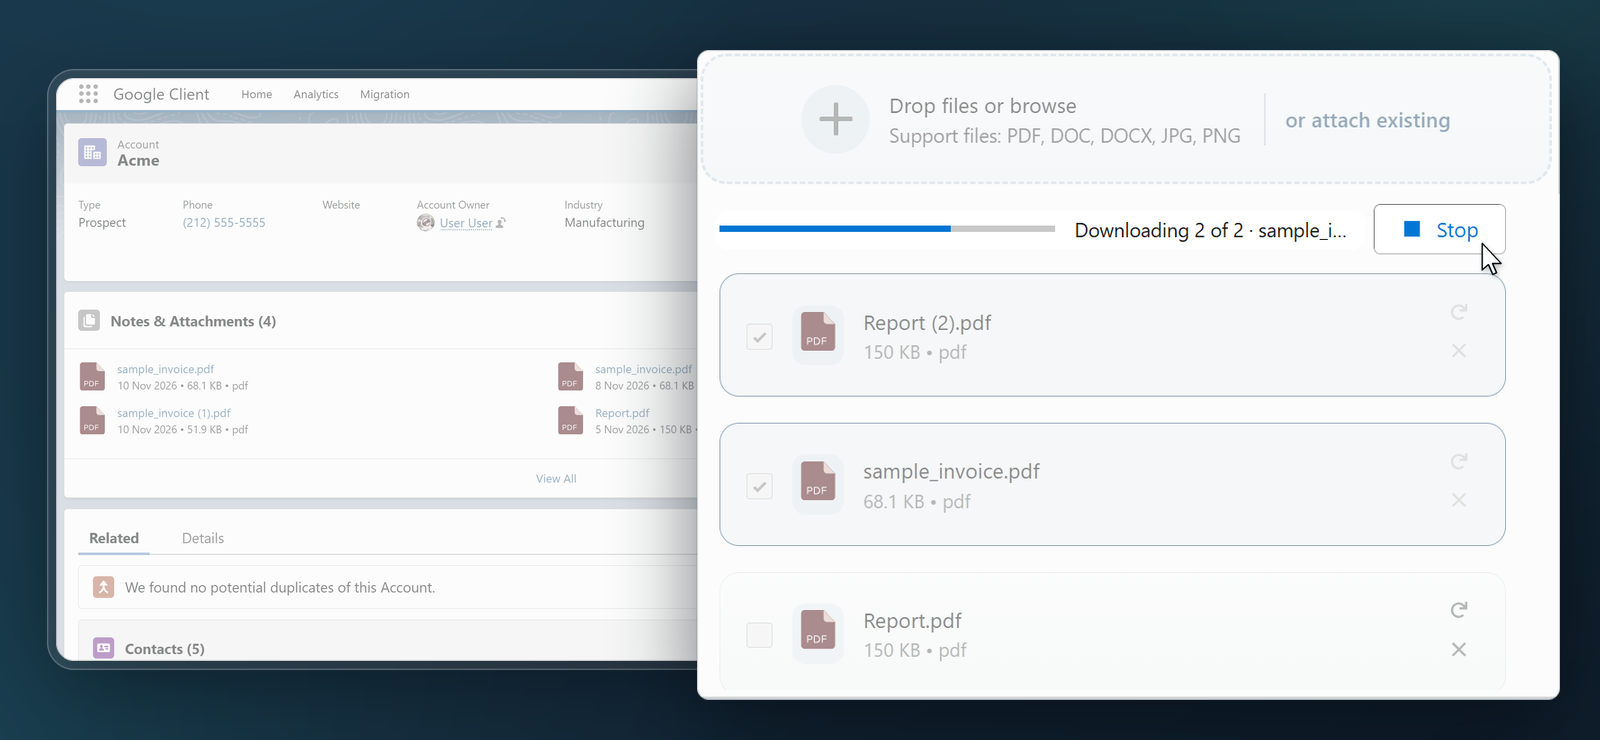 Google Client
Home
Analytics
Migration
Account
Acme
Type
Prospect
Phone
(212) 555-5555
Website
Account Owner
User User
Industry
Manufacturing
Notes & Attachments (4)
PDF
sample_invoice.pdf
10 Nov 2026 • 68.1 KB • pdf
PDF
sample_invoice.pdf
8 Nov 2026 • 68.1 KB
PDF
sample_invoice (1).pdf
10 Nov 2026 • 51.9 KB • pdf
PDF
Report.pdf
5 Nov 2026 • 150 KB •
View All
Related
Details
We found no potential duplicates of this Account.
Contacts (5)
Drop files or browse
Support files: PDF, DOC, DOCX, JPG, PNG
or attach existing
Downloading 2 of 2 · sample_i...
Stop
PDF
Report (2).pdf
150 KB • pdf
PDF
sample_invoice.pdf
68.1 KB • pdf
PDF
Report.pdf
150 KB • pdf